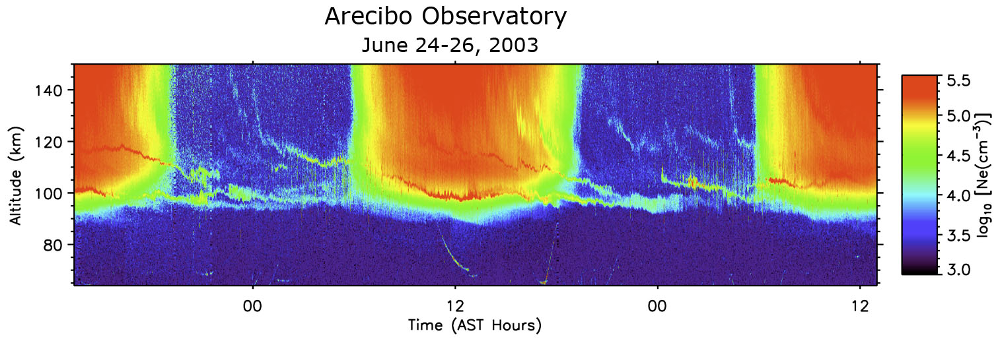 Arecibo Observatory
June 24-26, 2003
140
120
100
80
Altitude (km)
00
12
00
12
Time (AST Hours)
5.5
5.0
4.5
4.0
3.5
3.0
log₁₀ [Ne(cm⁻³)]